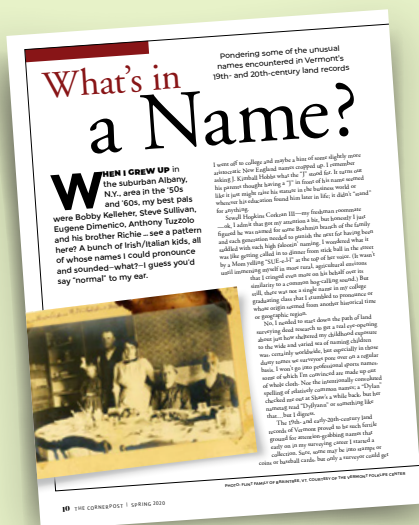 Pondering some of the unusual
names encountered in Vermont's
19th- and 20th-century land records
What's in
a Name?
WHEN I GREW UP in
the suburban Albany,
N.Y., area in the '50s
and '60s, my best pals
were Bobby Kelleher, Steve Sullivan,
Eugene Dimenico, Anthony Tuzzolo
and his brother Richie ... see a pattern
here? A bunch of Irish/Italian kids, all
of whose names I could pronounce
and sounded—what?—I guess you'd
say "normal" to my ear.
I went off to college and maybe a hint of some slightly more
aristocratic New England names cropped up. I remember
asking J. Kimball Hobbs what the "J" stood for. It turns out
his parents thought having a "J" in front of his name seemed
like it just might raise his stature in the business world or
wherever his education found him later in life; it didn't "stand"
for anything.
Sewell Hopkins Corkran III—my freshman roommate
—ok, I admit that got my attention a bit, but honestly I just
figured he was named for some Brahmin branch of the family
and each generation needed to punish the next for having been
saddled with such high falootin' naming. I wondered what it
was like getting called in to dinner from stick ball in the street
by a Mom yelling "SUE-e-l-l" at the top of her voice. (It wasn't
until immersing myself in more rural, agricultural environs
that I cringed even more on his behalf over its
similarity to a common hog-calling sound.) But
still, there was not a single name in my college
graduating class that I stumbled to pronounce or
whose origin seemed from another historical time
or geographic region.
No, I needed to start down the path of land
surveying deed research to get a real eye-opening
about just how sheltered my childhood exposure
to the wide and varied sea of naming children
was: certainly worldwide, but especially in those
dusty tomes we surveyors pore over on a regular
basis. I won't go into professional sports names:
some of which I'm convinced are made up out
of whole cloth. Nor the intentionally convoluted
spelling of relatively common names; a "Dylan"
checked me out at Shaw's a while back: but her
nametag read "Dyllyana" or something like
that... but I digress.
The 19th- and early-20th-century land
records of Vermont proved to be such fertile
ground for attention-grabbing names that
early on in my surveying career I started a
collection. Sure, some may be into stamps or
coins or baseball cards, but only a surveyor could get
PHOTO: FLINT FAMILY OF BRAINTREE, VT, COURTESY OF THE VERMONT FOLKLIFE CENTER
10 THE CORNERPOST | SPRING 2020